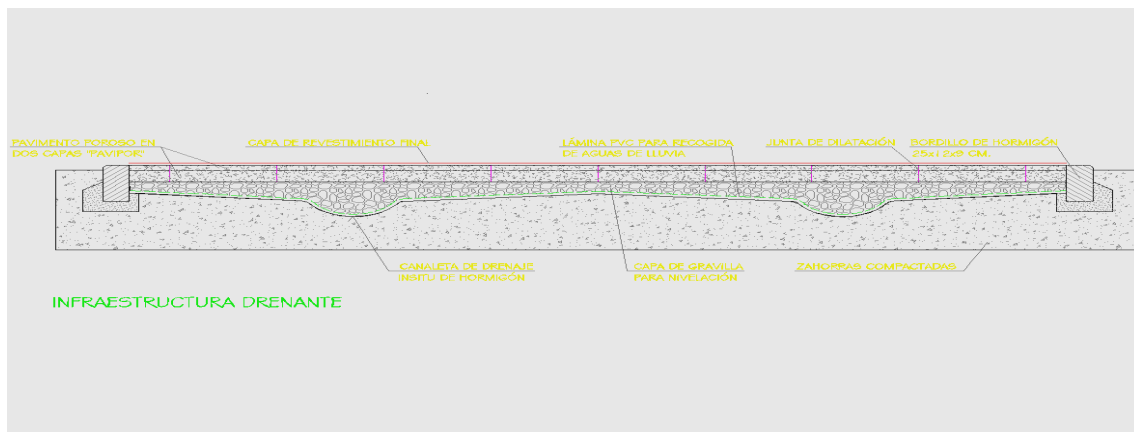 PAVIMENTO POROSO EN
DOS CAPAS "PAVIPOR"
CAPA DE REVESTIMIENTO FINAL
LÁMINA PVC PARA RECOGIDA
DE AGUAS DE LLUVIA
JUNTA DE DILATACIÓN
BORDILLO DE HORMIGÓN
CM.
CANALETA DE DRENAJE
INSITU DE HORMIGÓN
CAPA DE GRAVILLA
PARA NIVELACIÓN
ZAHORRAS COMPACTADAS
INFRAESTRUCTURA DRENANTE